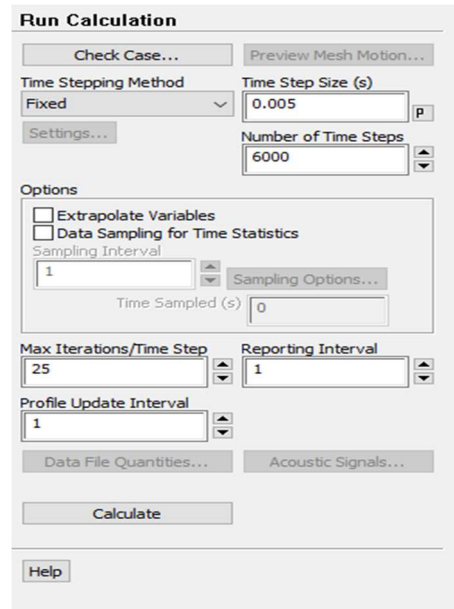 Run Calculation
Check Case... Preview Mesh Motion...
Time Stepping Method Time Step Size (s)
Fixed 0.005 P
Settings... Number of Time Steps
6000
Options
Extrapolate Variables
Data Sampling for Time Statistics
Sampling Interval
1 Sampling Options...
Time Sampled (s) 0
Max Iterations/Time Step Reporting Interval
25 1
Profile Update Interval
1
Data File Quantities... Acoustic Signals...
Calculate
Help